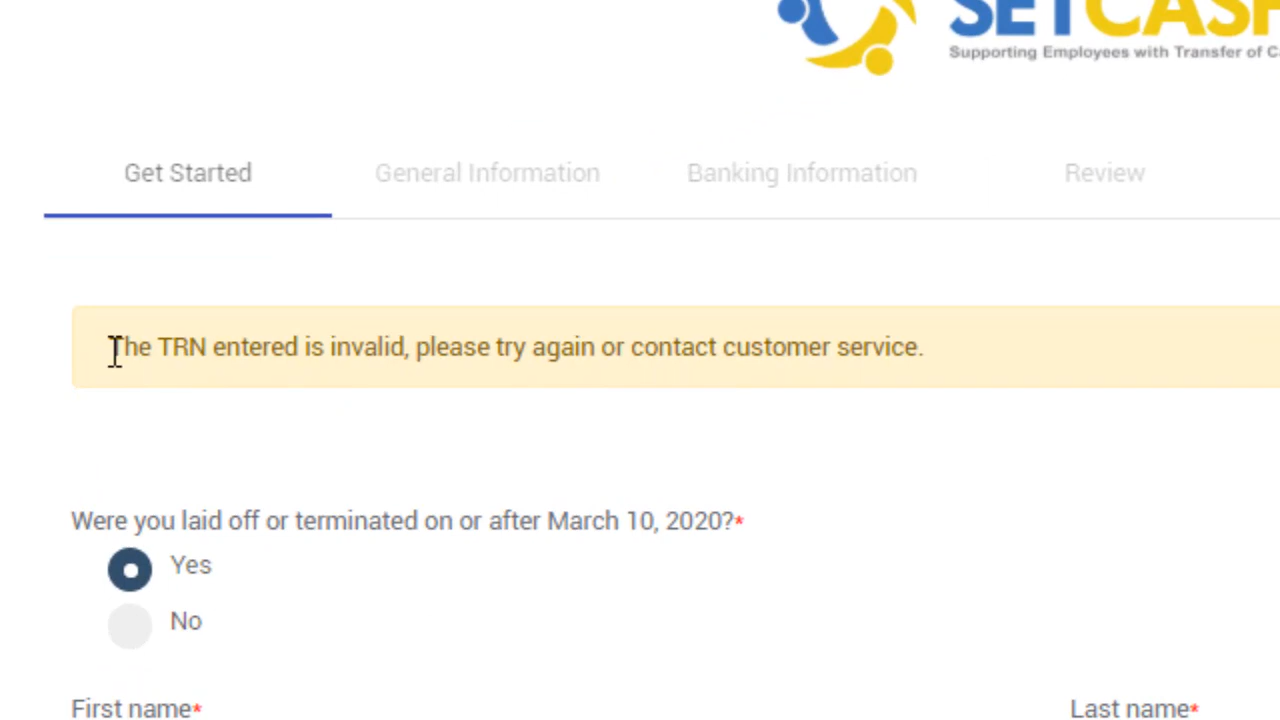 SETCASH
Supporting Employees with Transfer of
Get Started
General Information
Banking Information
Review
The TRN entered is invalid, please try again or contact customer service.
Were you laid off or terminated on or after March 10, 2020?*
Yes
No
First name*
Last name*